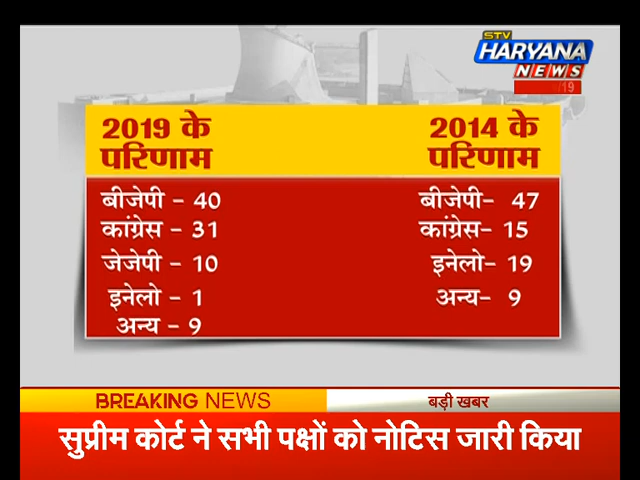 STV
HARYANA
NEWS
/19
2019 के
परिणाम
बीजेपी - 40
कांग्रेस - 31
जेजेपी - 10
इनेलो - 1
अन्य - 9
2014 के
परिणाम
बीजेपी- 47
कांग्रेस- 15
इनेलो- 19
अन्य- 9
BREAKING NEWS
बड़ी खबर
सुप्रीम कोर्ट ने सभी पक्षों को नोटिस जारी किया